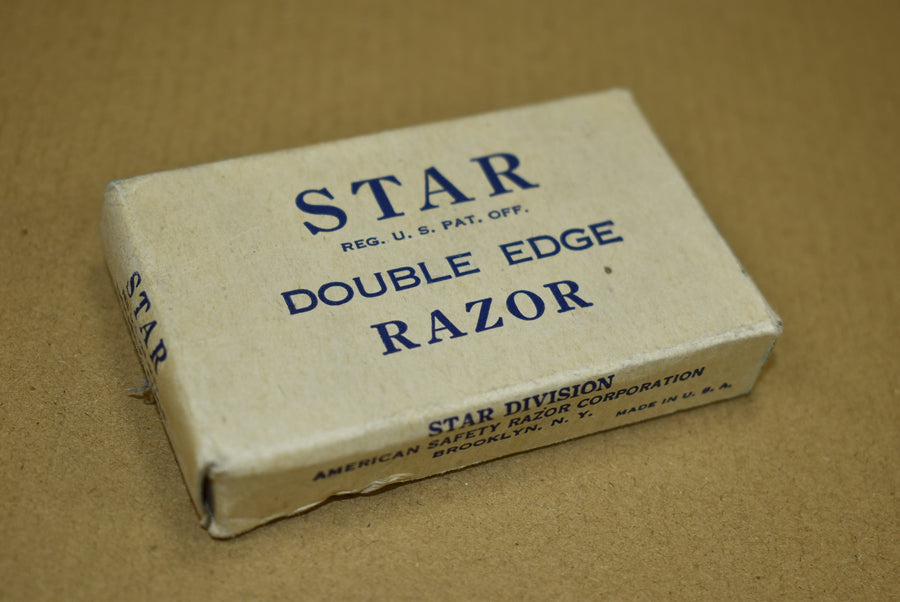 STAR
REG. U. S. PAT. OFF.
DOUBLE EDGE
RAZOR
STAR
STAR DIVISION
AMERICAN SAFETY RAZOR CORPORATION
BROOKLYN, N. Y. MADE IN U. S. A.